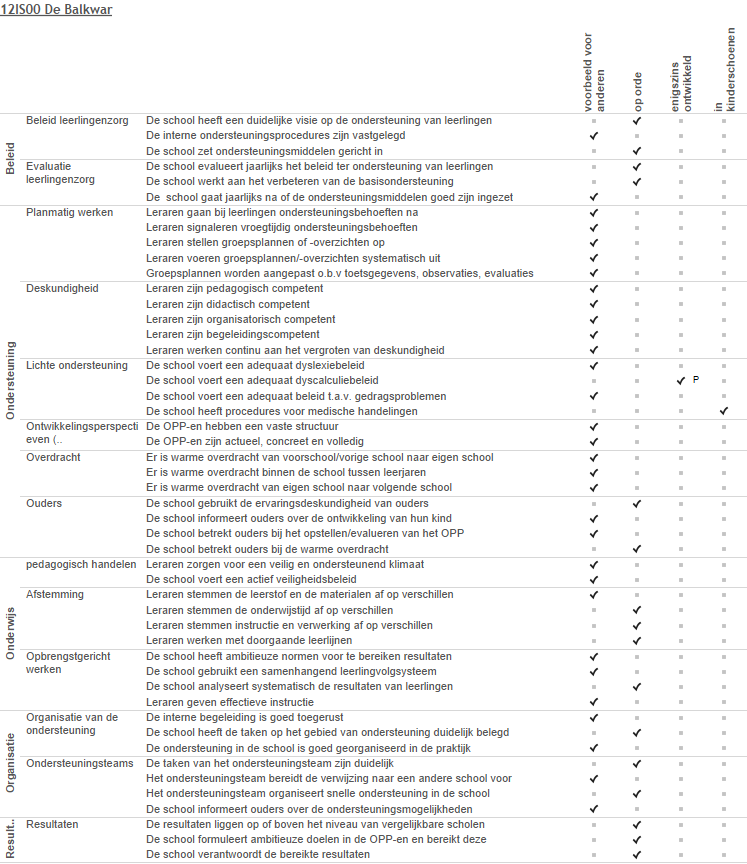 12IS00 De Balkwar
voorbeeld voor anderen
op orde
enigszins ontwikkeld
in kinderschoenen
Beleid
Beleid leerlingenzorg De school heeft een duidelijke visie op de ondersteuning van leerlingen
De interne ondersteuningsprocedures zijn vastgelegd
De school zet ondersteuningsmiddelen gericht in
Evaluatie De school evalueert jaarlijks het beleid ter ondersteuning van leerlingen
leerlingenzorg De school werkt aan het verbeteren van de basisondersteuning
De school gaat jaarlijks na of de ondersteuningsmiddelen goed zijn ingezet
Ondersteuning
Planmatig werken Leraren gaan bij leerlingen ondersteuningsbehoeften na
Leraren signaleren vroegtijdig ondersteuningsbehoeften
Leraren stellen groepsplannen of -overzichten op
Leraren voeren groepsplannen/-overzichten systematisch uit
Groepsplannen worden aangepast o.b.v toetsgegevens, observaties, evaluaties
Deskundigheid Leraren zijn pedagogisch competent
Leraren zijn didactisch competent
Leraren zijn organisatorisch competent
Leraren zijn begeleidingscompetent
Leraren werken continu aan het vergroten van deskundigheid
Lichte ondersteuning De school voert een adequaat dyslexiebeleid
De school voert een adequaat dyscalculiebeleid P
De school voert een adequaat beleid t.a.v. gedragsproblemen
De school heeft procedures voor medische handelingen
Ontwikkelingsperspecti De OPP-en hebben een vaste structuur
even (.. De OPP-en zijn actueel, concreet en volledig
Overdracht Er is warme overdracht van voorschool/vorige school naar eigen school
Er is warme overdracht binnen de school tussen leerjaren
Er is warme overdracht van eigen school naar volgende school
Ouders De school gebruikt de ervaringsdeskundigheid van ouders
De school informeert ouders over de ontwikkeling van hun kind
De school betrekt ouders bij het opstellen/evalueren van het OPP
De school betrekt ouders bij de warme overdracht
Onderwijs
pedagogisch handelen Leraren zorgen voor een veilig en ondersteunend klimaat
De school voert een actief veiligheidsbeleid
Afstemming Leraren stemmen de leerstof en de materialen af op verschillen
Leraren stemmen de onderwijstijd af op verschillen
Leraren stemmen instructie en verwerking af op verschillen
Leraren werken met doorgaande leerlijnen
Opbrengstgericht De school heeft ambitieuze normen voor te bereiken resultaten
werken De school gebruikt een samenhangend leerlingvolgsysteem
De school analyseert systematisch de resultaten van leerlingen
Leraren geven effectieve instructie
Organisatie
Organisatie van de De interne begeleiding is goed toegerust
ondersteuning De school heeft de taken op het gebied van ondersteuning duidelijk belegd
De ondersteuning in de school is goed georganiseerd in de praktijk
Ondersteuningsteams De taken van het ondersteuningsteam zijn duidelijk
Het ondersteuningsteam bereidt de verwijzing naar een andere school voor
Het ondersteuningsteam organiseert snelle ondersteuning in de school
De school informeert ouders over de ondersteuningsmogelijkheden
Result..
Resultaten De resultaten liggen op of boven het niveau van vergelijkbare scholen
De school formuleert ambitieuze doelen in de OPP-en en bereikt deze
De school verantwoordt de bereikte resultaten